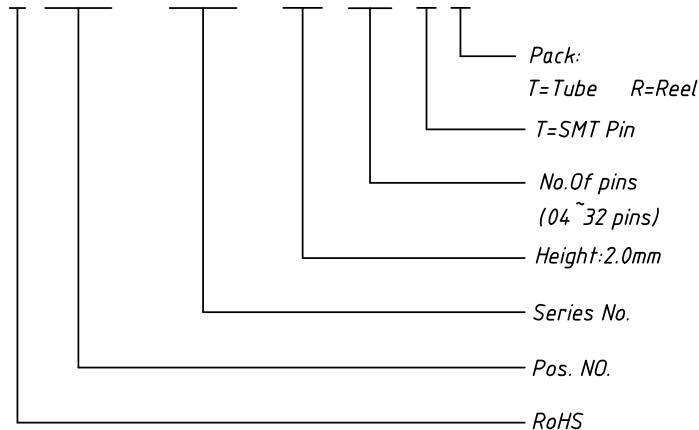 Pack:
T=Tube R=Reel
T=SMT Pin
No.Of pins
(04~32 pins)
Height:2.0mm
Series No.
Pos. NO.
RoHS